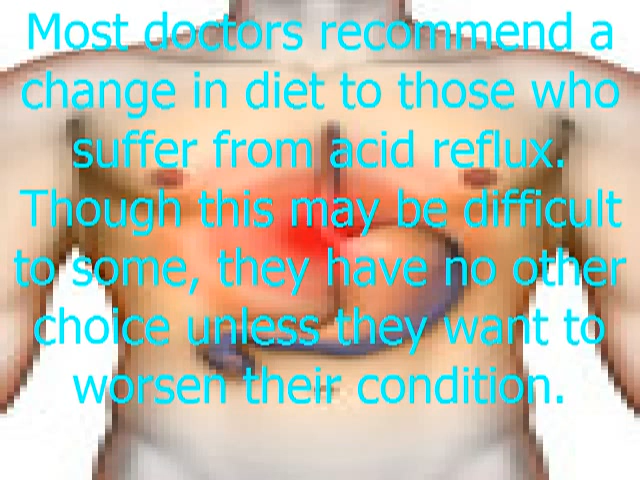 Most doctors recommend a
change in diet to those who
suffer from acid reflux.
Though this may be difficult
to some, they have no other
choice unless they want to
worsen their condition.